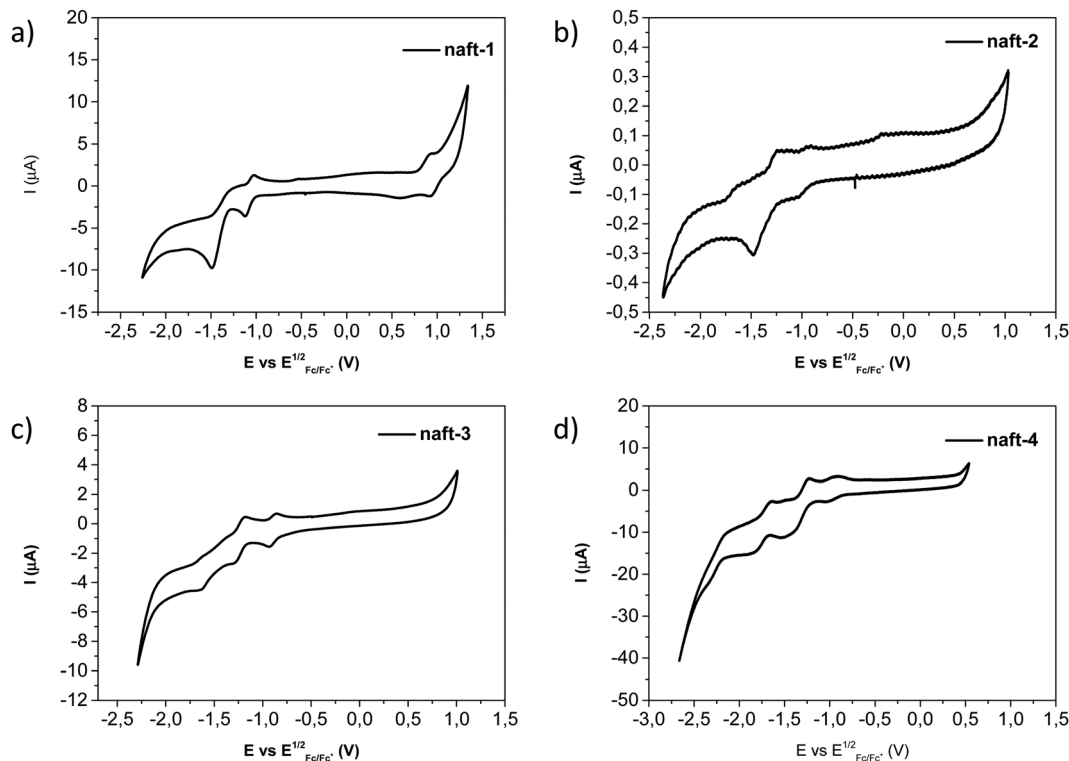 a)
naft-1
20
15
10
5
0
-5
-10
-15
I (µA)
-2,5 -2,0 -1,5 -1,0 -0,5 0,0 0,5 1,0 1,5
E vs E1/2Fc/Fc+ (V)
b)
naft-2
0,5
0,4
0,3
0,2
0,1
0,0
-0,1
-0,2
-0,3
-0,4
-0,5
I (µA)
-2,5 -2,0 -1,5 -1,0 -0,5 0,0 0,5 1,0 1,5
E vs E1/2Fc/Fc+ (V)
c)
naft-3
8
6
4
2
0
-2
-4
-6
-8
-10
-12
I (µA)
-2,5 -2,0 -1,5 -1,0 -0,5 0,0 0,5 1,0 1,5
E vs E1/2Fc/Fc+ (V)
d)
naft-4
20
10
0
-10
-20
-30
-40
-50
I (µA)
-3,0 -2,5 -2,0 -1,5 -1,0 -0,5 0,0 0,5 1,0 1,5
E vs E1/2Fc/Fc+ (V)